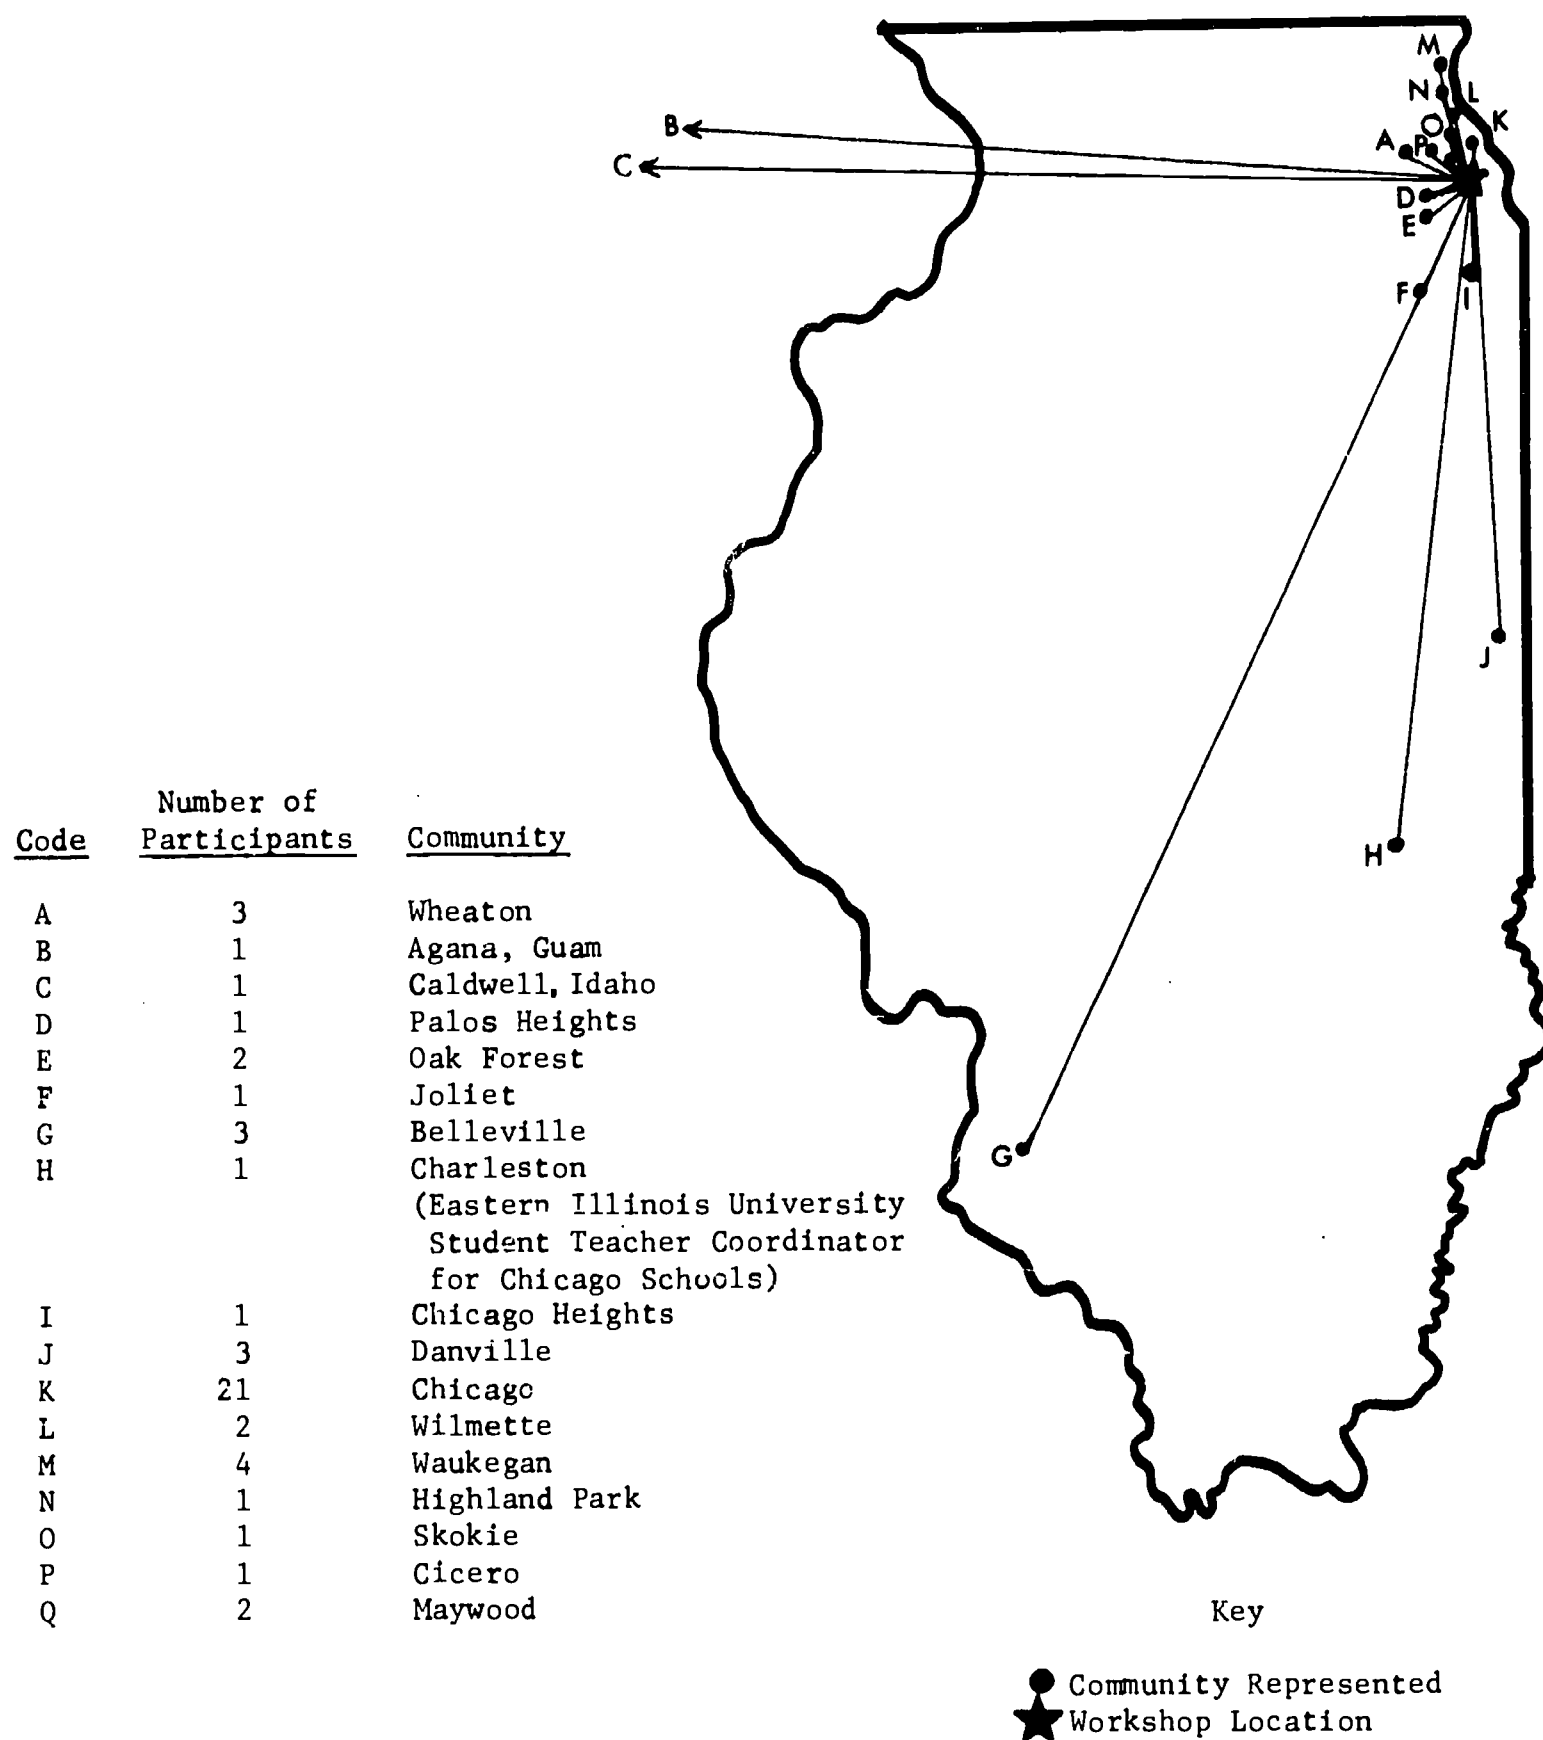 M
N
L
O
K
A
P
B
C
D
E
F
I
J
H
G
Number of
Code Participants Community
A 3 Wheaton
B 1 Agana, Guam
C 1 Caldwell, Idaho
D 1 Palos Heights
E 2 Oak Forest
F 1 Joliet
G 3 Belleville
H 1 Charleston
(Eastern Illinois University
Student Teacher Coordinator
for Chicago Schools)
I 1 Chicago Heights
J 3 Danville
K 21 Chicago
L 2 Wilmette
M 4 Waukegan
N 1 Highland Park
O 1 Skokie
P 1 Cicero
Q 2 Maywood
Key
Community Represented
Workshop Location